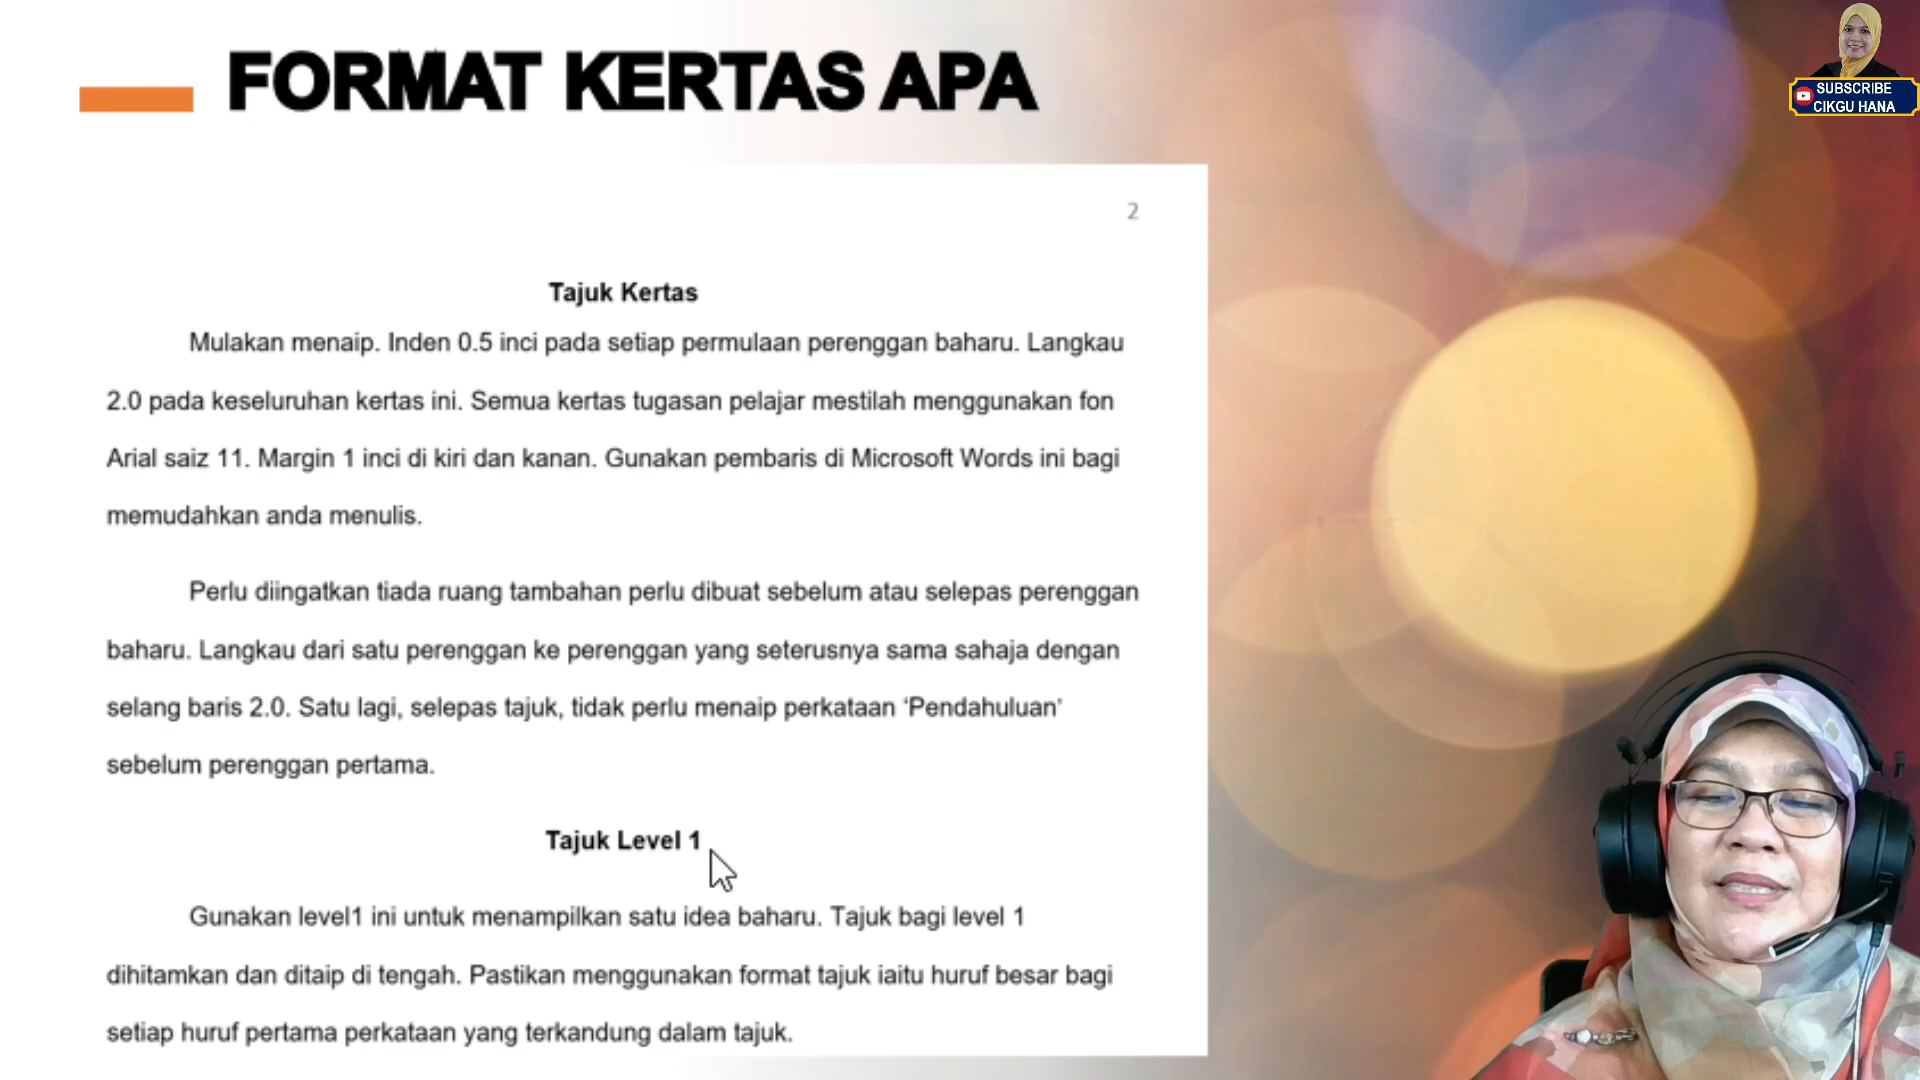 FORMAT KERTAS APA
SUBSCRIBE
CIKGU HANA
2
Tajuk Kertas
Mulakan menaip. Inden 0.5 inci pada setiap permulaan perenggan baharu. Langkau
2.0 pada keseluruhan kertas ini. Semua kertas tugasan pelajar mestilah menggunakan fon
Arial saiz 11. Margin 1 inci di kiri dan kanan. Gunakan pembaris di Microsoft Words ini bagi
memudahkan anda menulis.
Perlu diingatkan tiada ruang tambahan perlu dibuat sebelum atau selepas perenggan
baharu. Langkau dari satu perenggan ke perenggan yang seterusnya sama sahaja dengan
selang baris 2.0. Satu lagi, selepas tajuk, tidak perlu menaip perkataan ‘Pendahuluan’
sebelum perenggan pertama.
Tajuk Level 1
Gunakan level1 ini untuk menampilkan satu idea baharu. Tajuk bagi level 1
dihitamkan dan ditaip di tengah. Pastikan menggunakan format tajuk iaitu huruf besar bagi
setiap huruf pertama perkataan yang terkandung dalam tajuk.